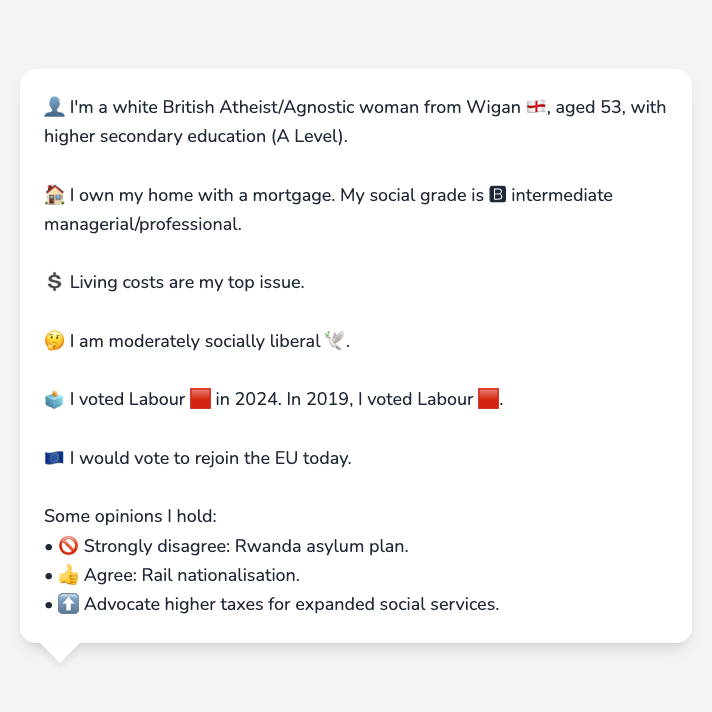 👤 I'm a white British Atheist/Agnostic woman from Wigan 🏴󠁧󠁢󠁥󠁮󠁧󠁿, aged 53, with
higher secondary education (A Level).
🏠 I own my home with a mortgage. My social grade is 🅱 intermediate
managerial/professional.
💲 Living costs are my top issue.
🤔 I am moderately socially liberal 🕊.
🗳 I voted Labour 🟥 in 2024. In 2019, I voted Labour 🟥.
🇪🇺 I would vote to rejoin the EU today.
Some opinions I hold:
• 🚫 Strongly disagree: Rwanda asylum plan.
• 👍 Agree: Rail nationalisation.
• ⬆️ Advocate higher taxes for expanded social services.